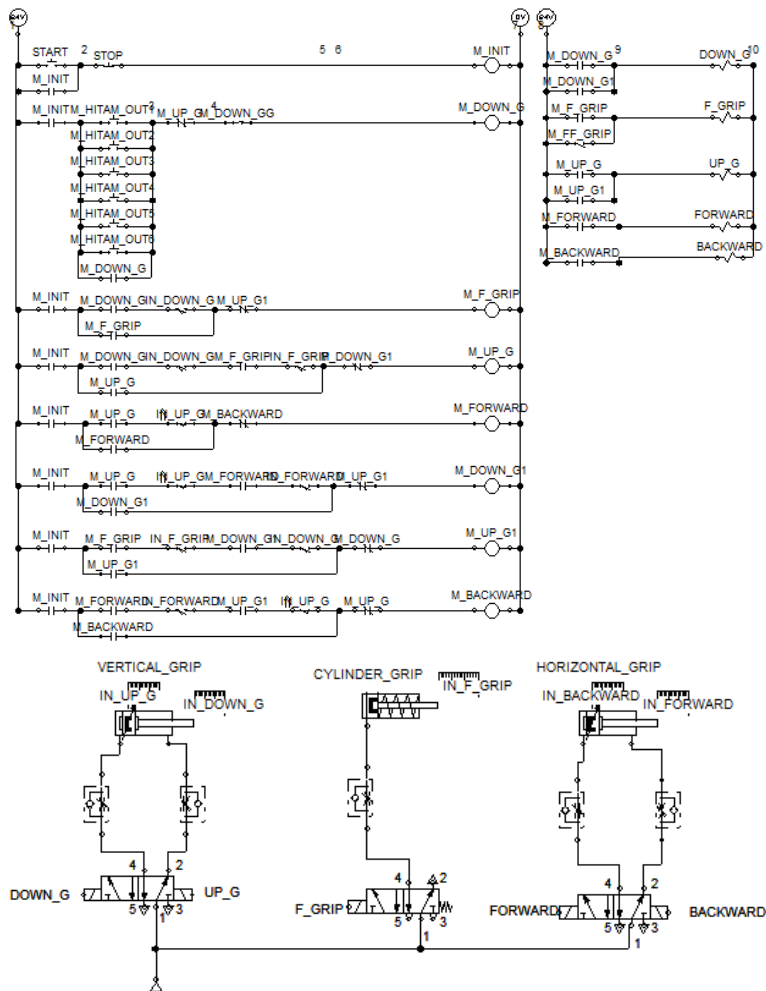 24V 0V 24V
1 7 8
START 2 STOP 5 6 M_INIT
M_INIT
M_INIT M_HITAM_OUT1 3 M_UP_G 4 M_DOWN_GG M_DOWN_G
M_HITAM_OUT2
M_HITAM_OUT3
M_HITAM_OUT4
M_HITAM_OUT5
M_HITAM_OUT6
M_DOWN_G
M_INIT M_DOWN_G IN_DOWN_G M_UP_G1 M_F_GRIP
M_F_GRIP
M_INIT M_DOWN_G IN_DOWN_G M_F_GRIP IN_F_GRIP M_DOWN_G1 M_UP_G
M_UP_G
M_INIT M_UP_G IN_UP_G M_BACKWARD M_FORWARD
M_FORWARD
M_INIT M_UP_G IN_UP_G M_FORWARD IN_FORWARD M_UP_G1 M_DOWN_G1
M_DOWN_G1
M_INIT M_F_GRIP IN_F_GRIP M_DOWN_G1 IN_DOWN_G M_DOWN_G M_UP_G1
M_UP_G1
M_INIT M_FORWARD IN_FORWARD M_UP_G1 IN_UP_G M_UP_G M_BACKWARD
M_BACKWARD
M_DOWN_G 9 DOWN_G 10
M_DOWN_G1
M_F_GRIP F_GRIP
M_FF_GRIP
M_UP_G UP_G
M_UP_G1
M_FORWARD FORWARD
M_BACKWARD BACKWARD
VERTICAL_GRIP
IN_UP_G IN_DOWN_G
4 2
DOWN_G UP_G
5 1 3
CYLINDER_GRIP
IN_F_GRIP
4 2
F_GRIP
5 3
1
HORIZONTAL_GRIP
IN_BACKWARD IN_FORWARD
4 2
FORWARD BACKWARD
5 3
1